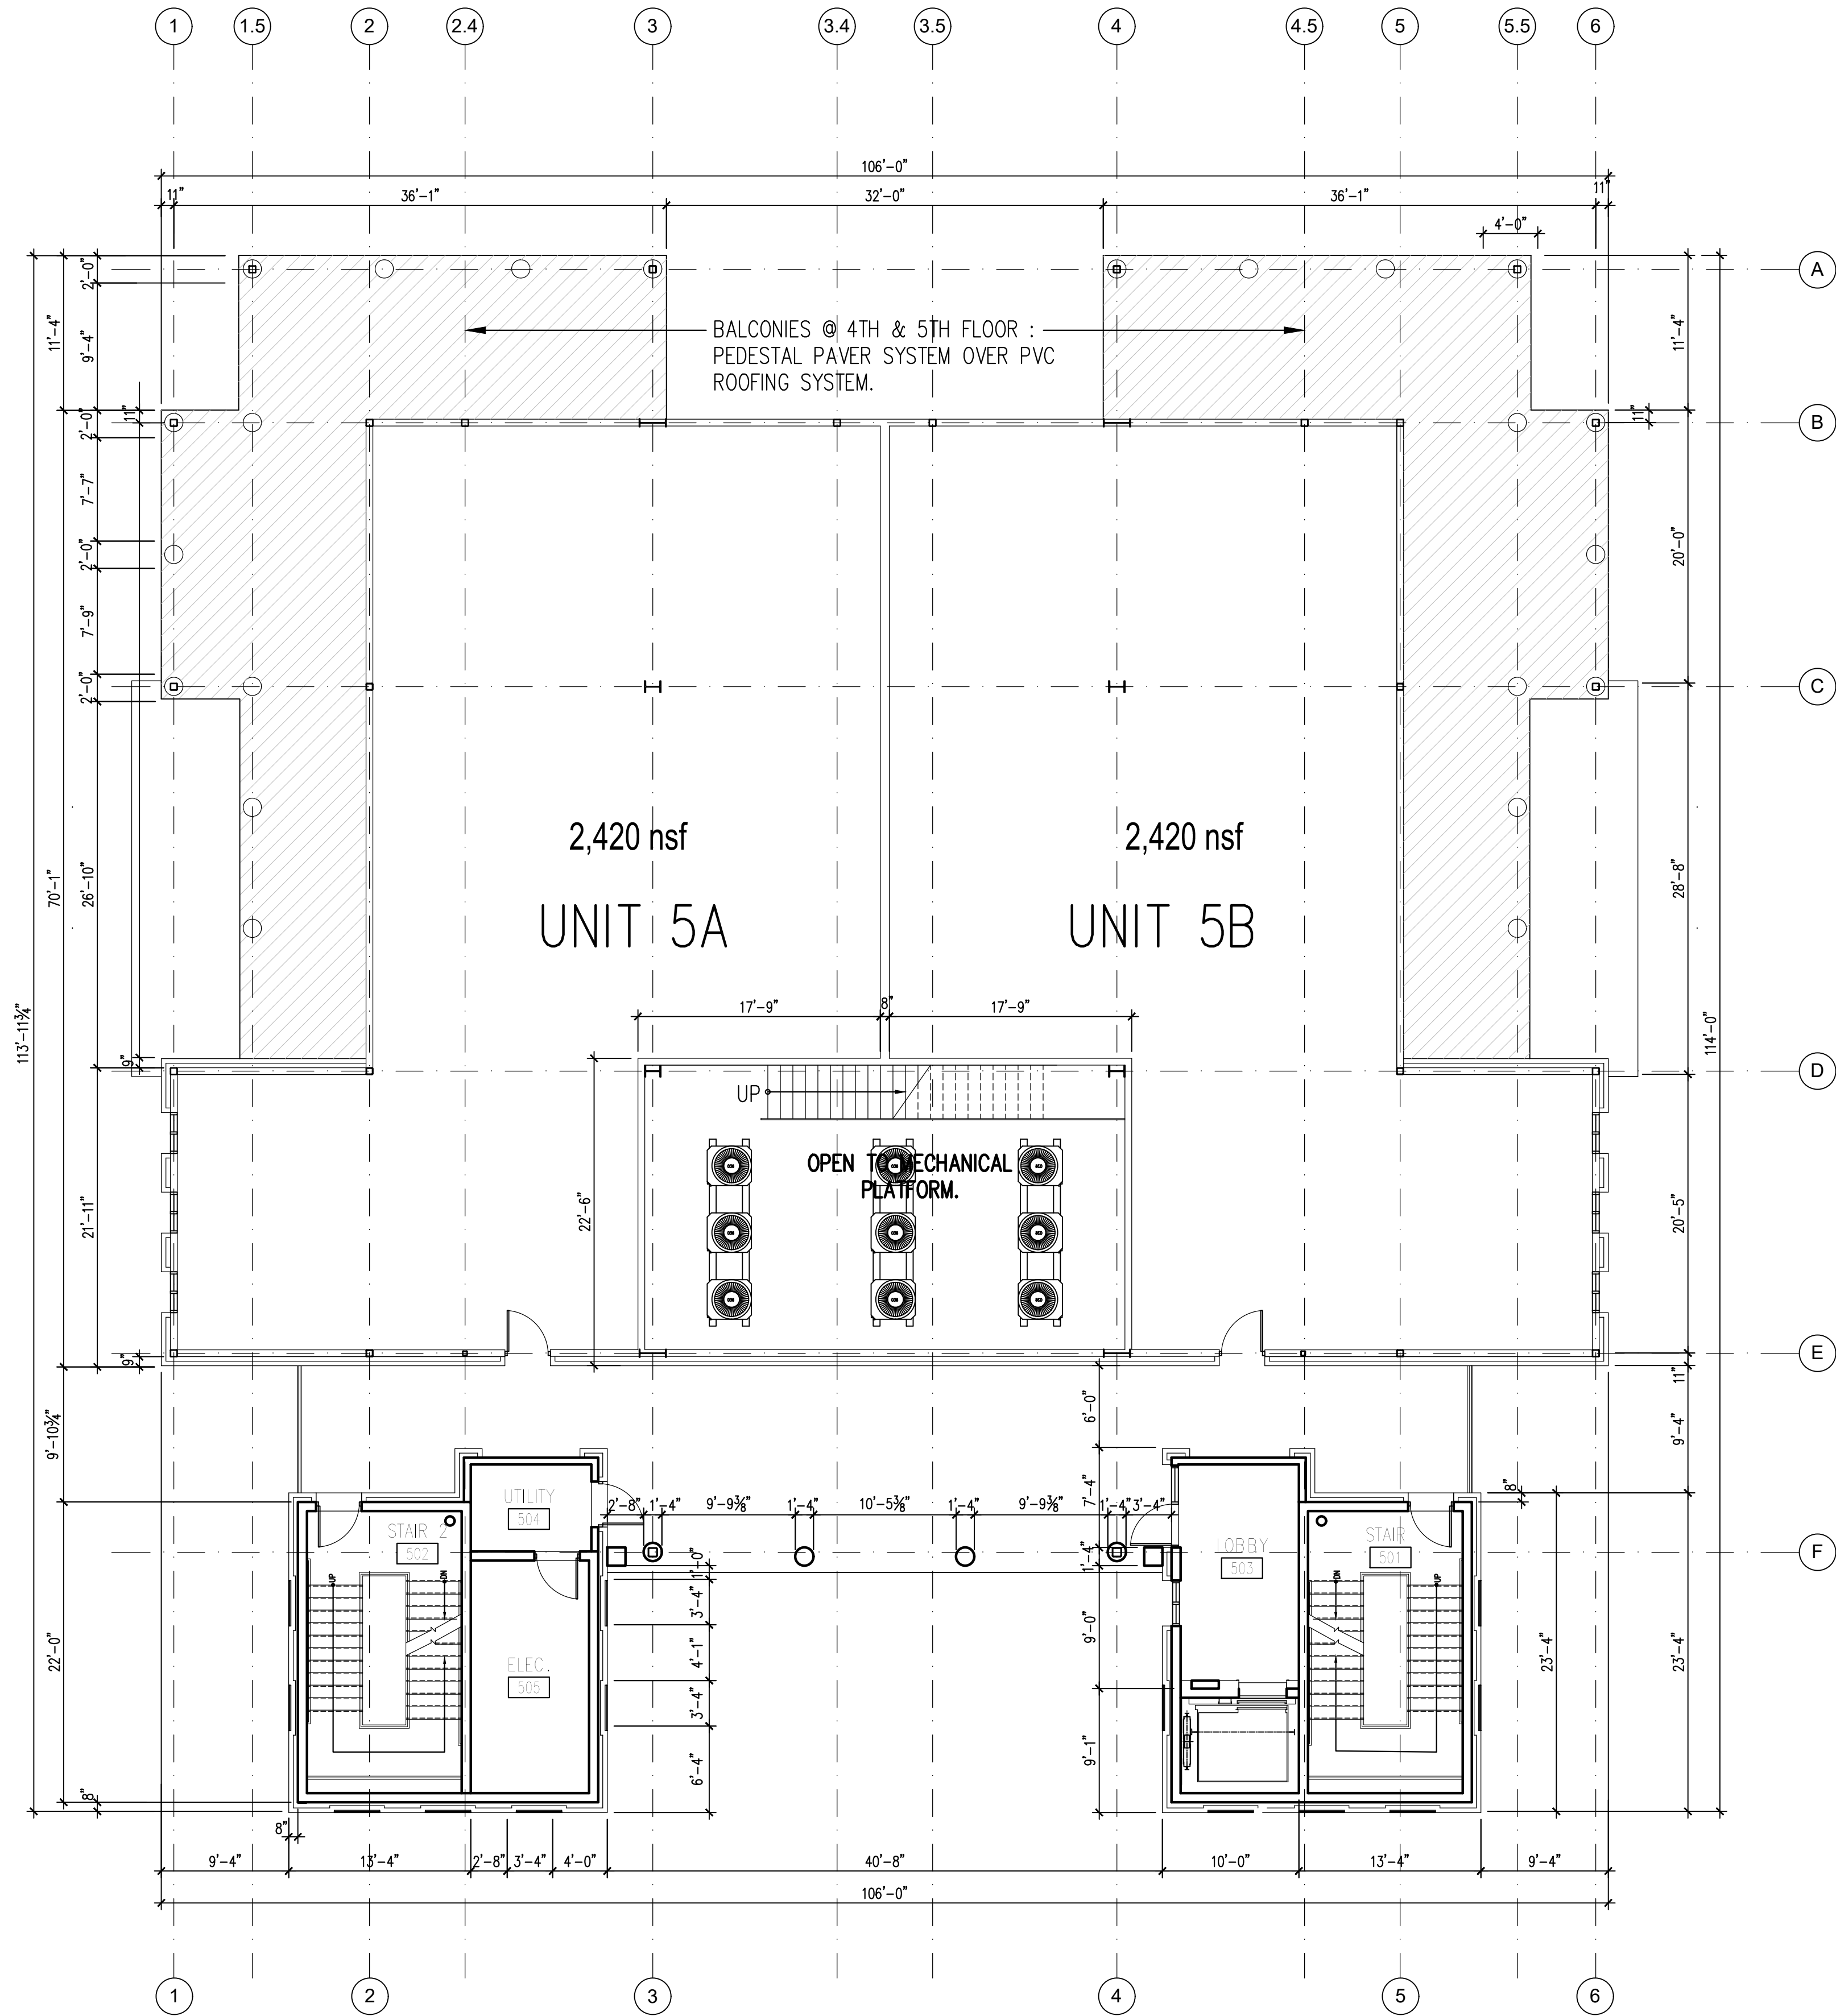 1 1.5 2 2.4 3 3.4 3.5 4 4.5 5 5.5 6
106'-0"
11" 36'-1" 32'-0" 36'-1" 11"
4'-0"
A
2'-0"
11'-4"
9'-4"
11'-4"
BALCONIES @ 4TH & 5TH FLOOR :
PEDESTAL PAVER SYSTEM OVER PVC
ROOFING SYSTEM.
2'-0" 11" 11"
B
7'-7"
2'-0"
20'-0"
7'-9"
2'-0"
C
2,420 nsf 2,420 nsf
70'-1" 26'-10" 28'-8"
UNIT 5A UNIT 5B
17'-9" 8" 17'-9"
113'-11¾" 114'-0"
9"
D
UP
OPEN TO MECHANICAL
PLATFORM.
21'-11" 22'-6" 20'-5"
9"
E
11"
6'-0"
9'-10¾" 9'-4"
8"
UTILITY
504
2'-8" 1'-4" 9'-9⅜" 1'-4" 10'-5⅜" 1'-4" 9'-9⅜" 1'-4" 3'-4"
7'-4"
STAIR 2
502
LOBBY
503
STAIR
501
F
1'-0" 1'-4"
UP DN DN UP
3'-4"
9'-0"
4'-1"
22'-0" 23'-4" 23'-4"
ELEC.
505
3'-4"
9'-1"
6'-4"
8"
8"
9'-4" 13'-4" 2'-8" 3'-4" 4'-0" 40'-8" 10'-0" 13'-4" 9'-4"
106'-0"
1 2 3 4 5 6